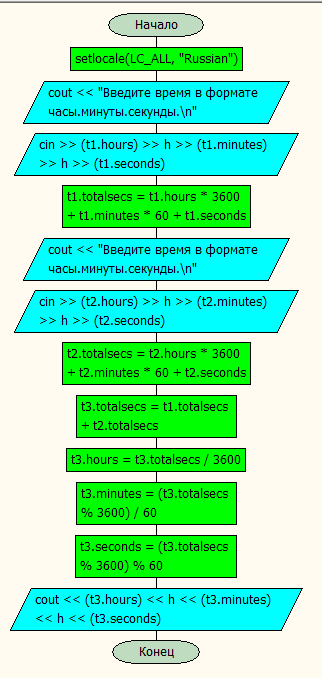 Начало
setlocale(LC_ALL, "Russian")
cout << "Введите время в формате
часы.минуты.секунды.\n"
cin >> (t1.hours) >> h >> (t1.minutes)
>> h >> (t1.seconds)
t1.totalsecs = t1.hours * 3600
+ t1.minutes * 60 + t1.seconds
cout << "Введите время в формате
часы.минуты.секунды.\n"
cin >> (t2.hours) >> h >> (t2.minutes)
>> h >> (t2.seconds)
t2.totalsecs = t2.hours * 3600
+ t2.minutes * 60 + t2.seconds
t3.totalsecs = t1.totalsecs
+ t2.totalsecs
t3.hours = t3.totalsecs / 3600
t3.minutes = (t3.totalsecs
% 3600) / 60
t3.seconds = (t3.totalsecs
% 3600) % 60
cout << (t3.hours) << h << (t3.minutes)
<< h << (t3.seconds)
Конец